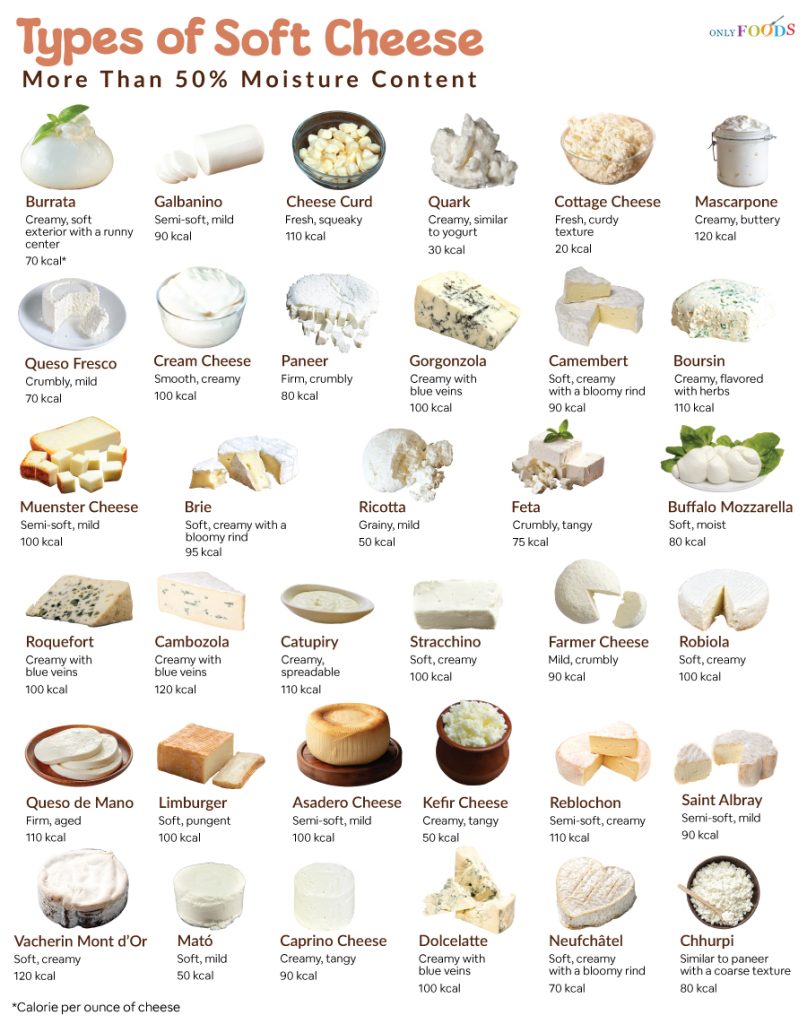 Types of Soft Cheese
ONLYFOODS
More Than 50% Moisture Content
Burrata
Creamy, soft
exterior with a runny
center
70 kcal*
Galbanino
Semi-soft, mild
90 kcal
Cheese Curd
Fresh, squeaky
110 kcal
Quark
Creamy, similar
to yogurt
30 kcal
Cottage Cheese
Fresh, curdy
texture
20 kcal
Mascarpone
Creamy, buttery
120 kcal
Queso Fresco
Crumbly, mild
70 kcal
Cream Cheese
Smooth, creamy
100 kcal
Paneer
Firm, crumbly
80 kcal
Gorgonzola
Creamy with
blue veins
100 kcal
Camembert
Soft, creamy
with a bloomy rind
90 kcal
Boursin
Creamy, flavored
with herbs
110 kcal
Muenster Cheese
Semi-soft, mild
100 kcal
Brie
Soft, creamy with a
bloomy rind
95 kcal
Ricotta
Grainy, mild
50 kcal
Feta
Crumbly, tangy
75 kcal
Buffalo Mozzarella
Soft, moist
80 kcal
Roquefort
Creamy with
blue veins
100 kcal
Cambozola
Creamy with
blue veins
120 kcal
Catupiry
Creamy,
spreadable
110 kcal
Stracchino
Soft, creamy
100 kcal
Farmer Cheese
Mild, crumbly
90 kcal
Robiola
Soft, creamy
100 kcal
Queso de Mano
Firm, aged
110 kcal
Limburger
Soft, pungent
100 kcal
Asadero Cheese
Semi-soft, mild
100 kcal
Kefir Cheese
Creamy, tangy
50 kcal
Reblochon
Semi-soft, creamy
110 kcal
Saint Albray
Semi-soft, mild
90 kcal
Vacherin Mont d’Or
Soft, creamy
120 kcal
Mató
Soft, mild
50 kcal
Caprino Cheese
Creamy, tangy
90 kcal
Dolcelatte
Creamy with
blue veins
100 kcal
Neufchâtel
Soft, creamy
with a bloomy rind
70 kcal
Chhurpi
Similar to paneer
with a coarse texture
80 kcal
*Calorie per ounce of cheese